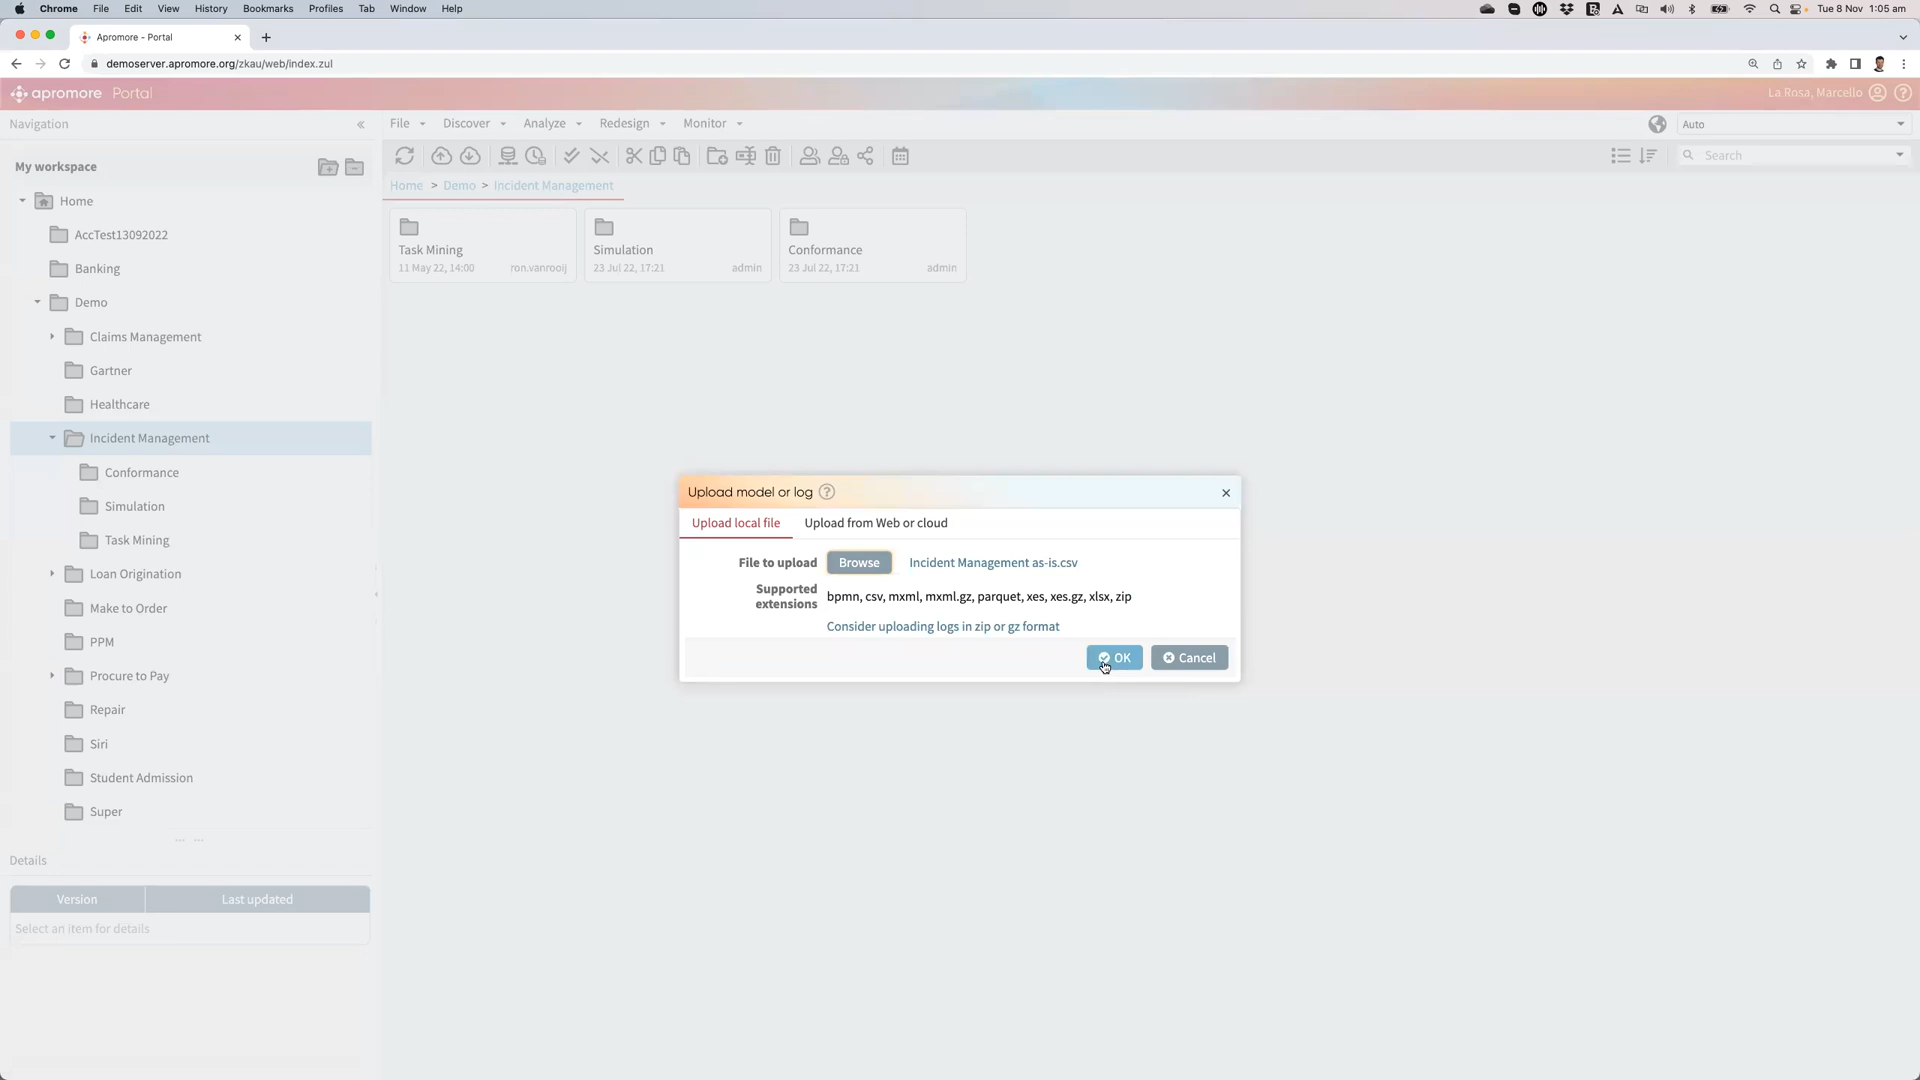 Chrome File Edit View History Bookmarks Profiles Tab Window Help
Tue 8 Nov 1:05 am
Apromore - Portal
demoserver.apromore.org/zkau/web/index.zul
apromore Portal
La Rosa, Marcello
Navigation
File Discover Analyze Redesign Monitor
Auto
My workspace
Search
Home > Demo > Incident Management
Home
AccTest13092022
Banking
Demo
Claims Management
Gartner
Healthcare
Incident Management
Conformance
Simulation
Task Mining
Loan Origination
Make to Order
PPM
Procure to Pay
Repair
Siri
Student Admission
Super
Task Mining
11 May 22, 14:00 ron.vanrooij
Simulation
23 Jul 22, 17:21 admin
Conformance
23 Jul 22, 17:21 admin
Upload model or log
Upload local file Upload from Web or cloud
File to upload Browse Incident Management as-is.csv
Supported extensions
bpmn, csv, mxml, mxml.gz, parquet, xes, xes.gz, xlsx, zip
Consider uploading logs in zip or gz format
OK Cancel
Details
Version Last updated
Select an item for details